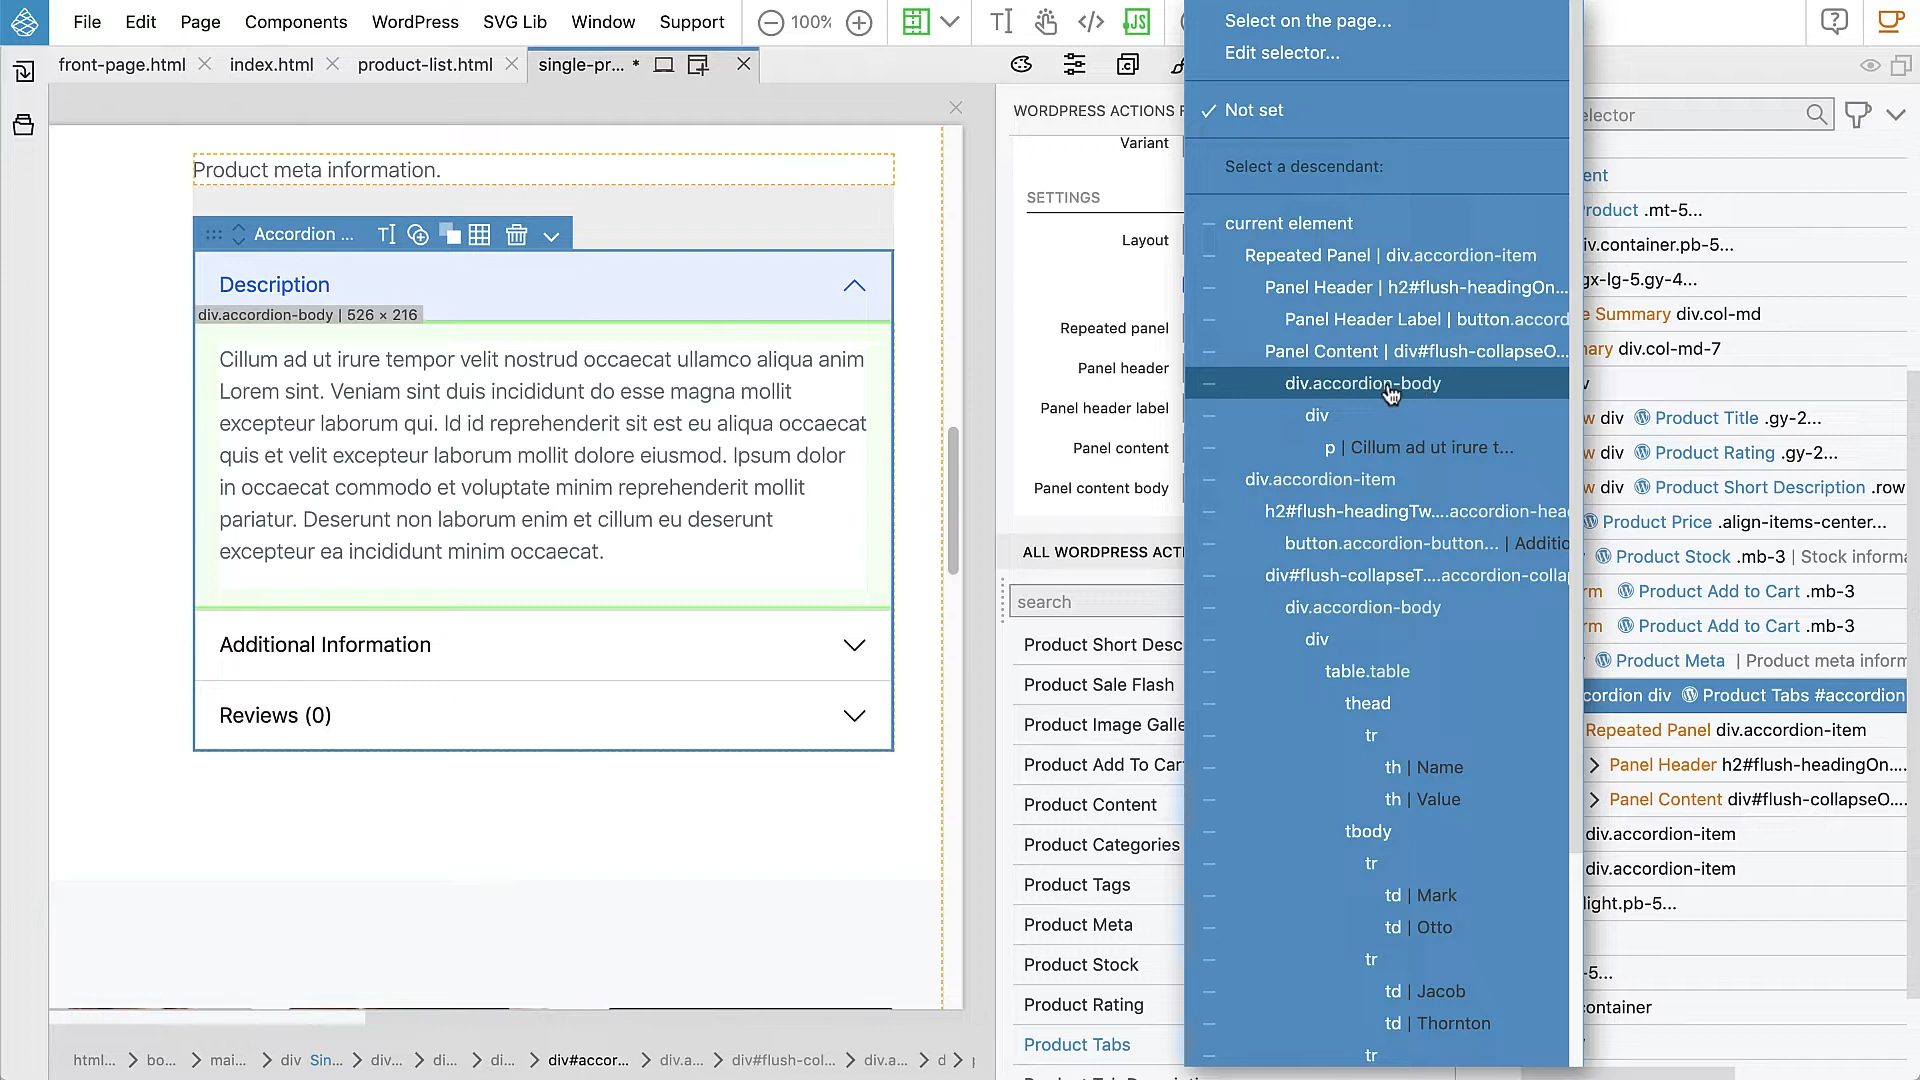 File Edit Page Components WordPress SVG Lib Window Support 100%
front-page.html index.html product-list.html single-pr... *
Product meta information.
Accordion ...
Description
div.accordion-body | 526 × 216
Cillum ad ut irure tempor velit nostrud occaecat ullamco aliqua anim
Lorem sint. Veniam sint duis incididunt do esse magna mollit
excepteur laborum qui. Id id reprehenderit sit est eu aliqua occaecat
quis et velit excepteur laborum mollit dolore eiusmod. Ipsum dolor
in occaecat commodo et voluptate minim reprehenderit mollit
pariatur. Deserunt non laborum enim et cillum eu deserunt
excepteur ea incididunt minim occaecat.
Additional Information
Reviews (0)
html... bo... mai... div Sin... div... di... di... div#accor... div.a... div#flush-col... div.a... d
WORDPRESS ACTIONS
Variant
SETTINGS
Layout
Repeated panel
Panel header
Panel header label
Panel content
Panel content body
ALL WORDPRESS ACTI
search
Product Short Desc
Product Sale Flash
Product Image Galle
Product Add To Cart
Product Content
Product Categories
Product Tags
Product Meta
Product Stock
Product Rating
Product Tabs
Select on the page...
Edit selector...
Not set
Select a descendant:
current element
Repeated Panel | div.accordion-item
Panel Header | h2#flush-headingOn...
Panel Header Label | button.accord
Panel Content | div#flush-collapseO...
div.accordion-body
div
p | Cillum ad ut irure t...
div.accordion-item
h2#flush-headingTw....accordion-head
button.accordion-button... | Additio
div#flush-collapseT....accordion-collap
div.accordion-body
div
table.table
thead
tr
th | Name
th | Value
tbody
tr
td | Mark
td | Otto
tr
td | Jacob
td | Thornton
tr
elector
ent
Product .mt-5...
iv.container.pb-5...
gx-lg-5.gy-4...
e Summary div.col-md
ary div.col-md-7
v
w div Product Title .gy-2...
w div Product Rating .gy-2...
w div Product Short Description .row
Product Price .align-items-center...
Product Stock .mb-3 | Stock informa
rm Product Add to Cart .mb-3
rm Product Add to Cart .mb-3
Product Meta | Product meta inform
cordion div Product Tabs #accordion
Repeated Panel div.accordion-item
Panel Header h2#flush-headingOn....
Panel Content div#flush-collapseO....
div.accordion-item
div.accordion-item
light.pb-5...
-5...
container